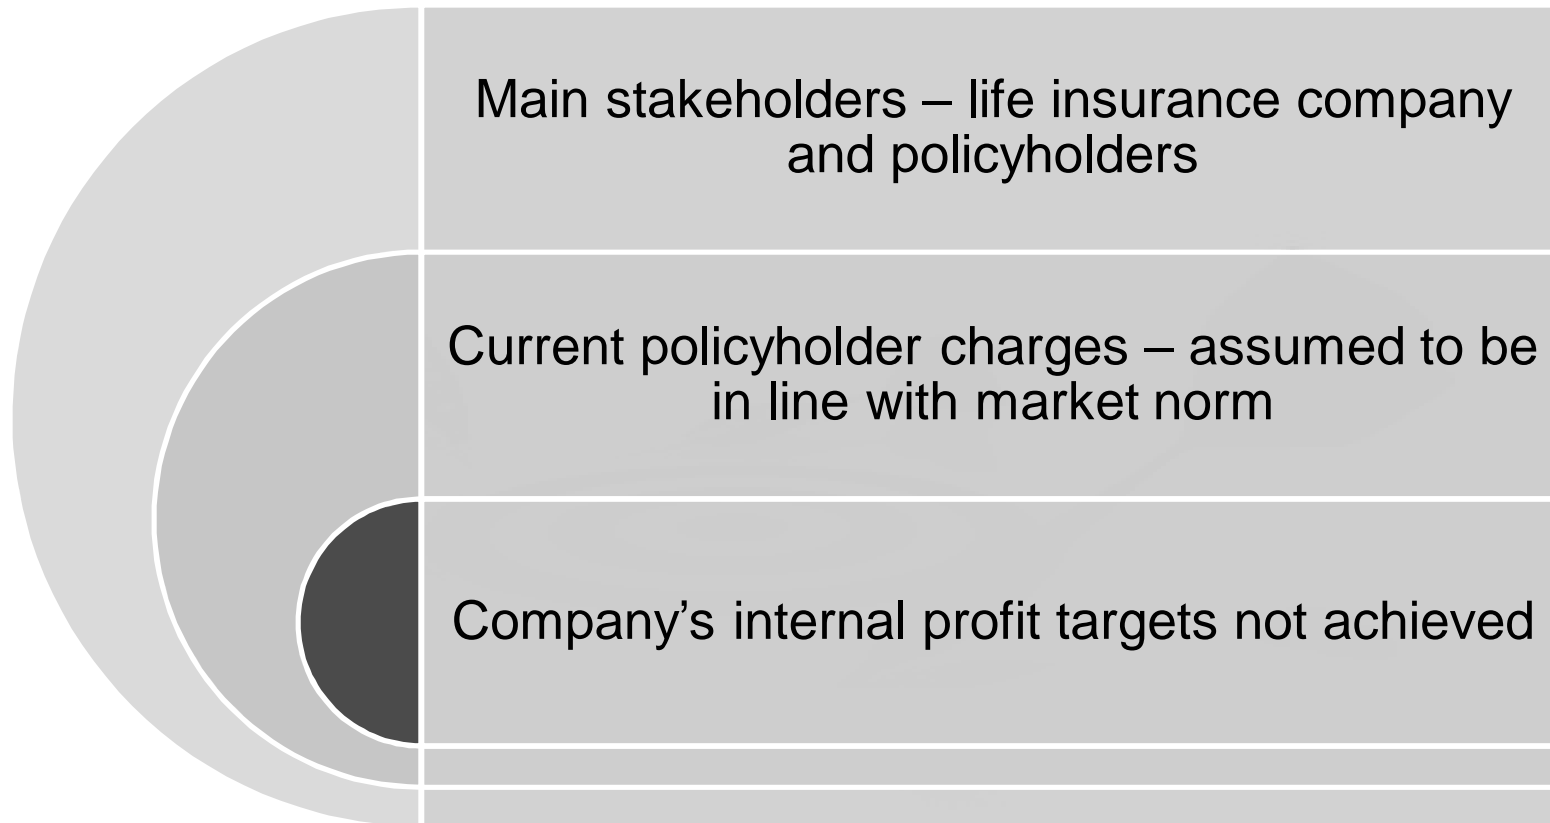 Main stakeholders – life insurance company
and policyholders
Current policyholder charges – assumed to be
in line with market norm
Company’s internal profit targets not achieved